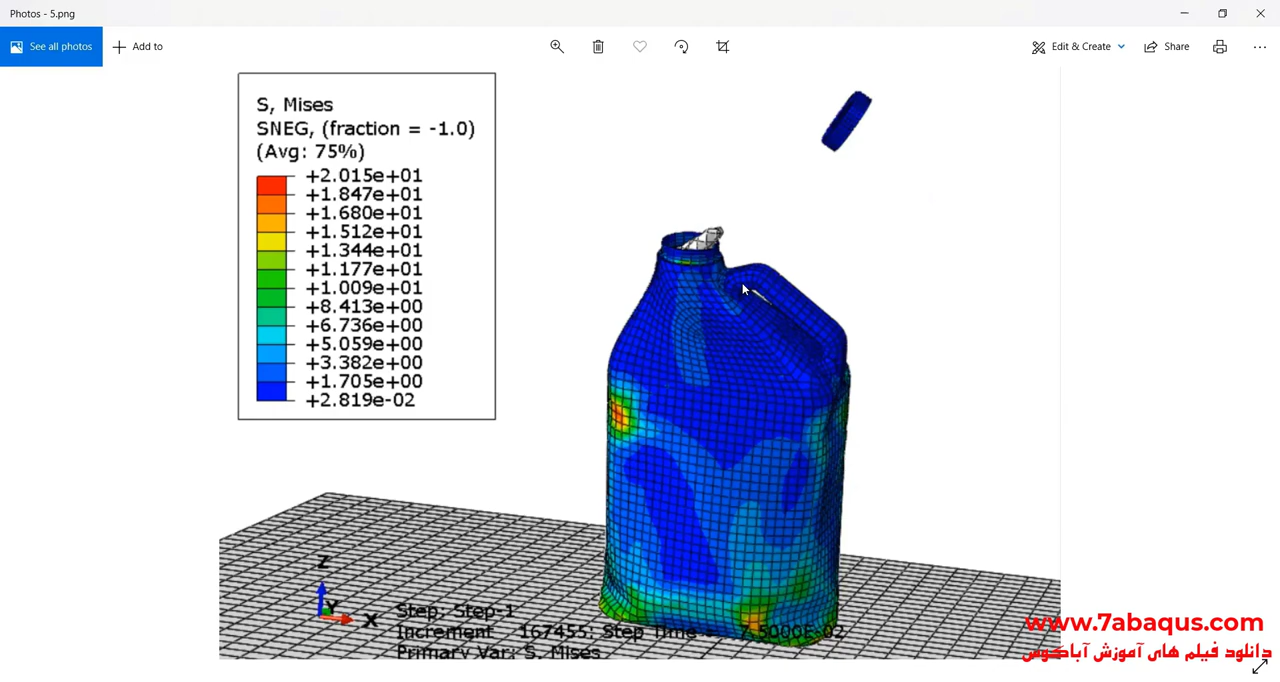 Photos - 5.png
See all photos
Add to
Edit & Create
Share
S, Mises
SNEG, (fraction = -1.0)
(Avg: 75%)
+2.015e+01
+1.847e+01
+1.680e+01
+1.512e+01
+1.344e+01
+1.177e+01
+1.009e+01
+8.413e+00
+6.736e+00
+5.059e+00
+3.382e+00
+1.705e+00
+2.819e-02
Z
Y
X
Step: Step-1
Increment 167455: Step Time = 7.5000E-02
Primary Var: S, Mises
www.7abaqus.com
دانلود فیلم های آموزش آباکوس